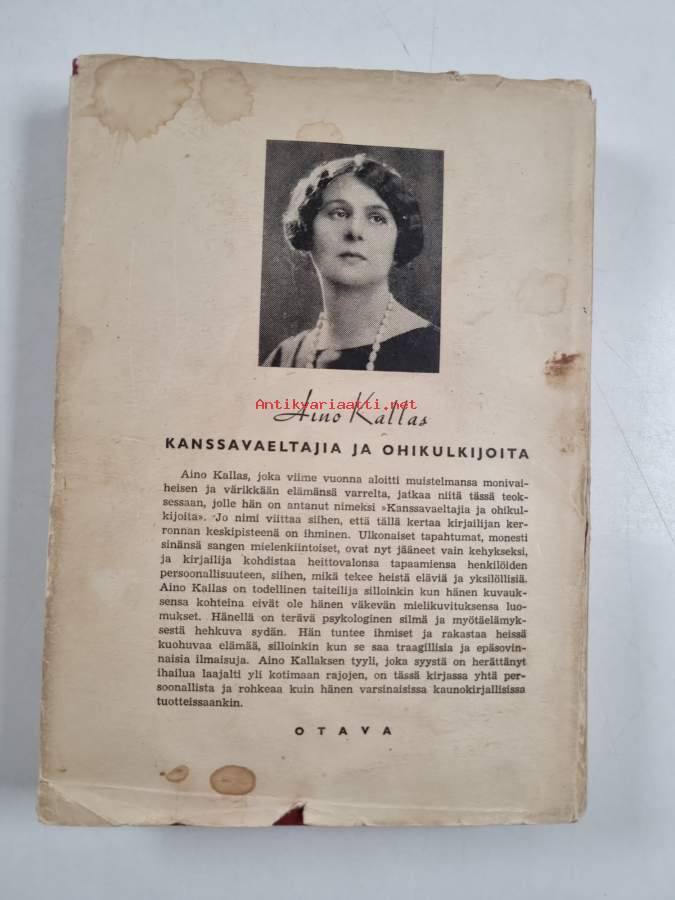 Aino Kallas
Antikvariaatti.net
KANSSAVAELTAJIA JA OHIKULKIJOITA
Aino Kallas, joka viime vuonna aloitti muistelmansa monivai-
heisen ja värikkään elämänsä varrelta, jatkaa niitä tässä teok-
sessaan, jolle hän on antanut nimeksi »Kanssavaeltajia ja ohikul-
kijoita». Jo nimi viittaa siihen, että tällä kertaa kirjailijan ker-
ronnan keskipisteenä on ihminen. Ulkonaiset tapahtumat, monesti
sinänsä sangen mielenkiintoiset, ovat nyt jääneet vain kehykseksi,
ja kirjailija kohdistaa heittovalonsa tapaamiensa henkilöiden
persoonallisuuteen, siihen, mikä tekee heistä eläviä ja yksilöllisiä.
Aino Kallas on todellinen taiteilija silloinkin kun hänen kuvauk-
sensa kohteina eivät ole hänen väkevän mielikuvituksensa luo-
mukset. Hänellä on terävä psykologinen silmä ja myötäelämyk-
sestä hehkuva sydän. Hän tuntee ihmiset ja rakastaa heissä
kuohuvaa elämää, silloinkin kun se saa traagillisia ja epäsovin-
naisia ilmaisuja. Aino Kallaksen tyyli, joka syystä on herättänyt
ihailua laajalti yli kotimaan rajojen, on tässä kirjassa yhtä per-
soonallista ja rohkeaa kuin hänen varsinaisissa kaunokirjallisissa
tuotteissaankin.
OTAVA